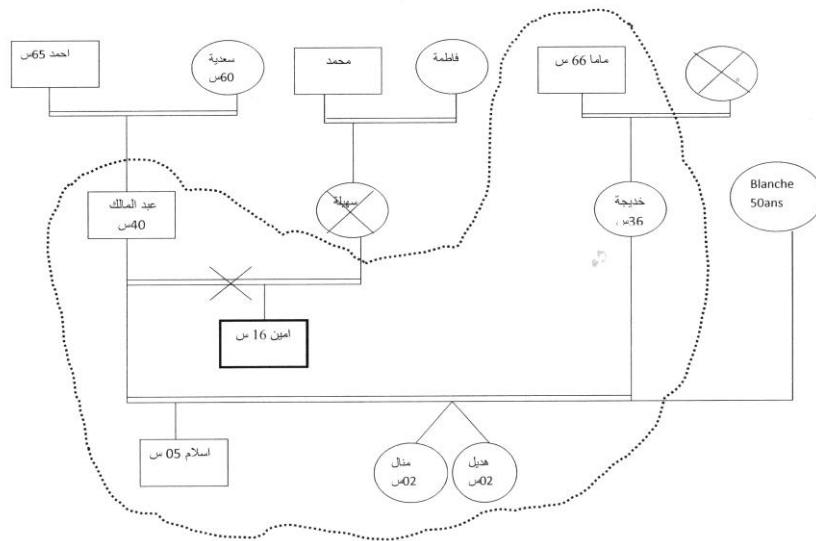 احمد 65س
سعدية
60س
محمد
فاطمة
ماما 66 س
عبد المالك
40س
سهيلة
خديجة
36س
Blanche
50ans
امين 16 س
اسلام 05 س
منال
02س
هديل
02س